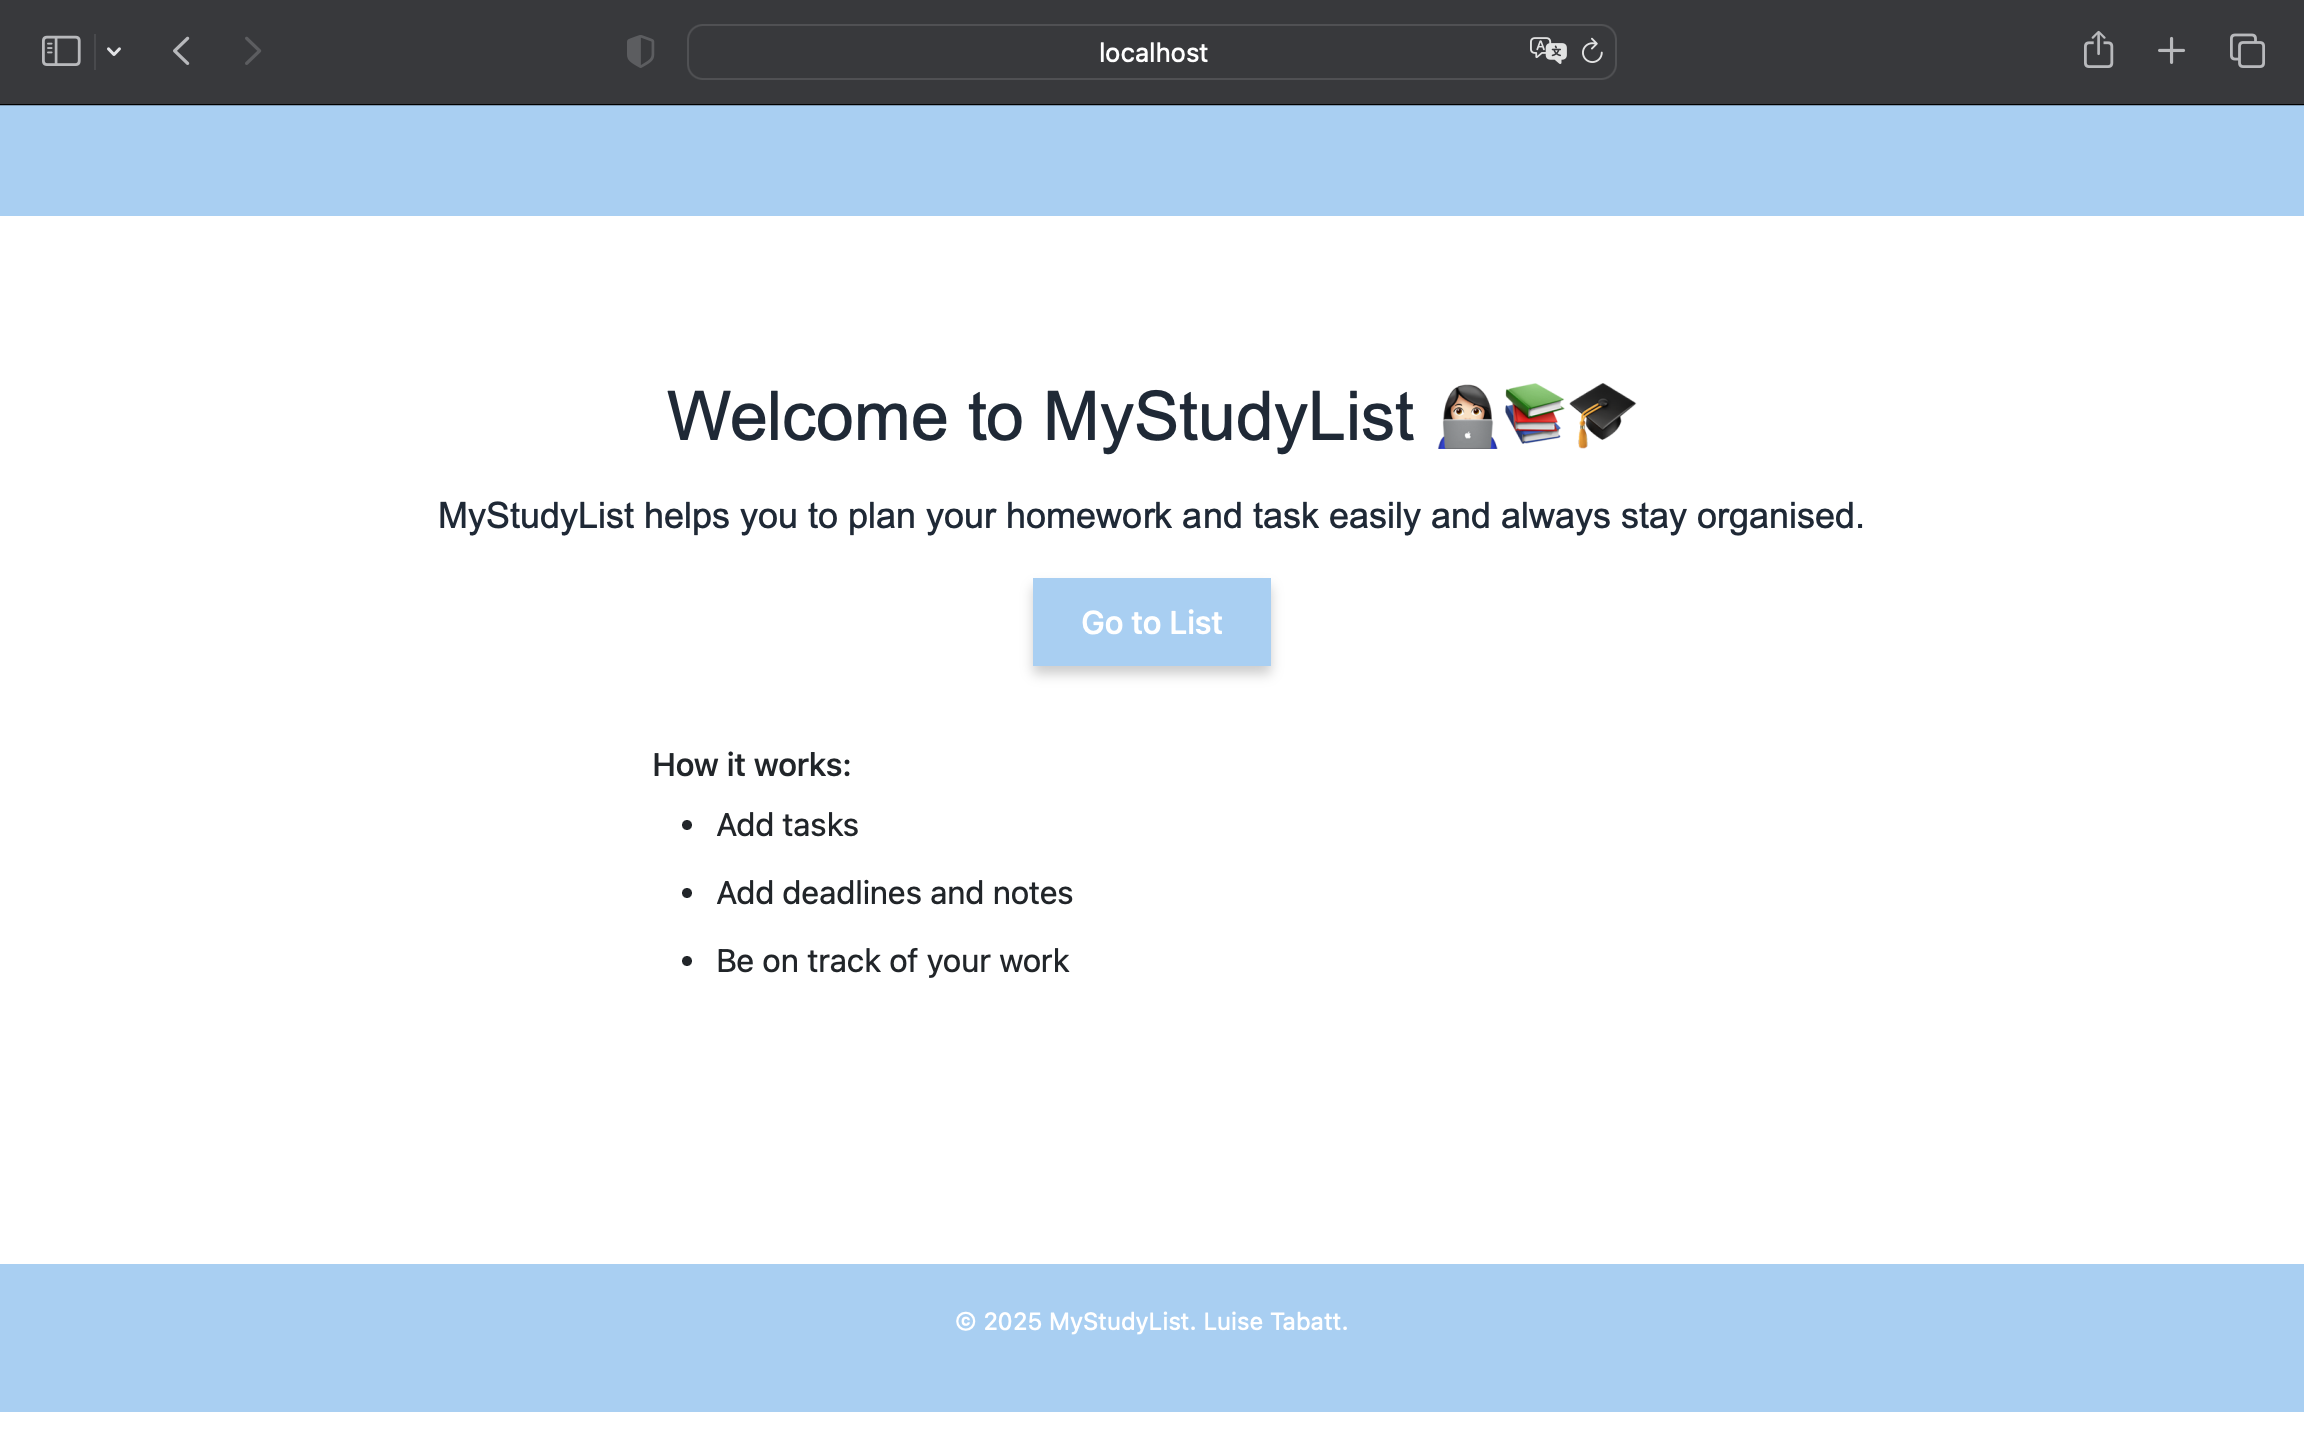 localhost
Welcome to MyStudyList 👩🏻‍💻📚🎓
MyStudyList helps you to plan your homework and task easily and always stay organised.
Go to List
How it works:
• Add tasks
• Add deadlines and notes
• Be on track of your work
© 2025 MyStudyList. Luise Tabatt.